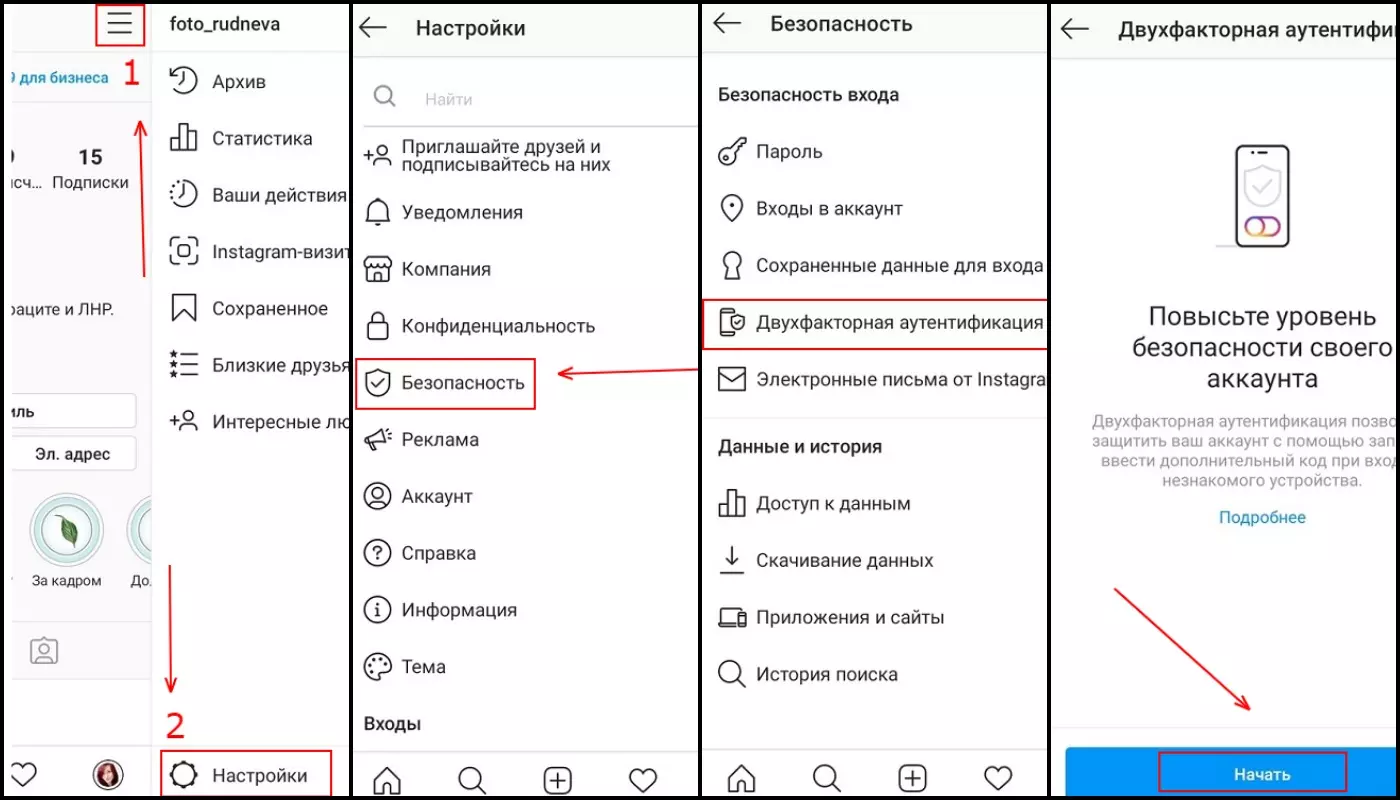 для бизнеса
1
15
Подписки
ЛНР.
Эл. адрес
За кадром
foto_rudneva
Архив
Статистика
Ваши действия
Instagram-визит
Сохраненное
Близкие друзья
Интересные лю
2
Настройки
Настройки
Найти
Приглашайте друзей и
подписывайтесь на них
Уведомления
Компания
Конфиденциальность
Безопасность
Реклама
Аккаунт
Справка
Информация
Тема
Входы
Безопасность
Безопасность входа
Пароль
Входы в аккаунт
Сохраненные данные для входа
Двухфакторная аутентификация
Электронные письма от Instagra
Данные и история
Доступ к данным
Скачивание данных
Приложения и сайты
История поиска
Двухфакторная аутентифи
Повысьте уровень
безопасности своего
аккаунта
Двухфакторная аутентификация позво
защитить ваш аккаунт с помощью зап
ввести дополнительный код при вход
незнакомого устройства.
Подробнее
Начать